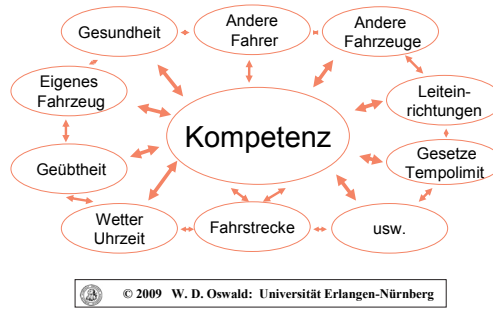 Gesundheit
Andere
Fahrer
Andere
Fahrzeuge
Eigenes
Fahrzeug
Leitein-
richtungen
Kompetenz
Geübtheit
Gesetze
Tempolimit
Wetter
Uhrzeit
Fahrstrecke
usw.
© 2009 W. D. Oswald: Universität Erlangen-Nürnberg